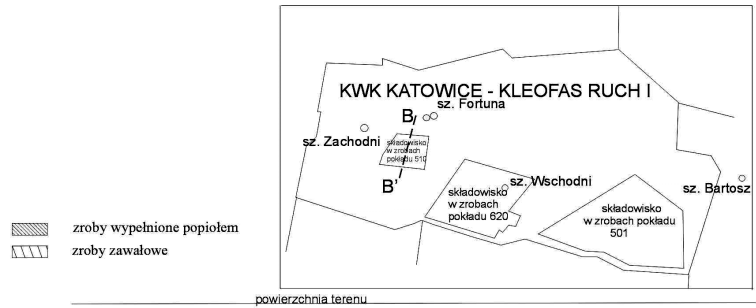 KWK KATOWICE - KLEOFAS RUCH I
B
sz. Fortuna
sz. Zachodni
składowisko
w zrobach
pokładu 510
B'
składowisko
w zrobach
pokładu 620
sz. Wschodni
składowisko
w zrobach pokładu
501
sz. Bartosz
zroby wypełnione popiołem
zroby zawałowe
powierzchnia terenu